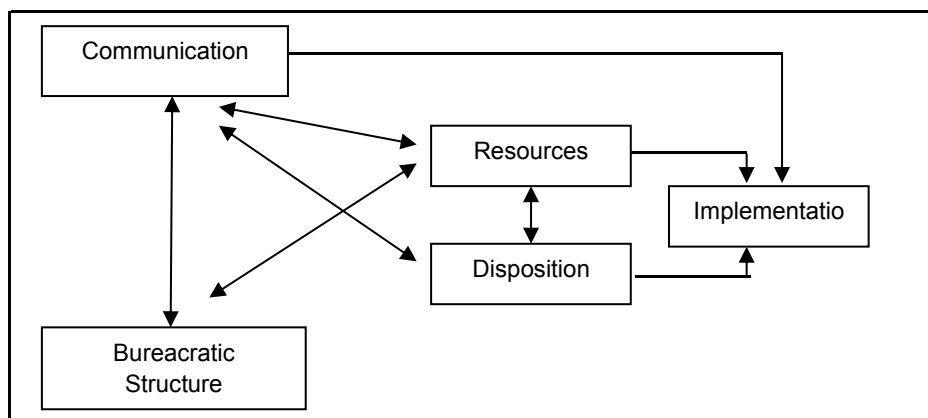 Communication
Resources
Implementatio
Disposition
Bureacratic
Structure